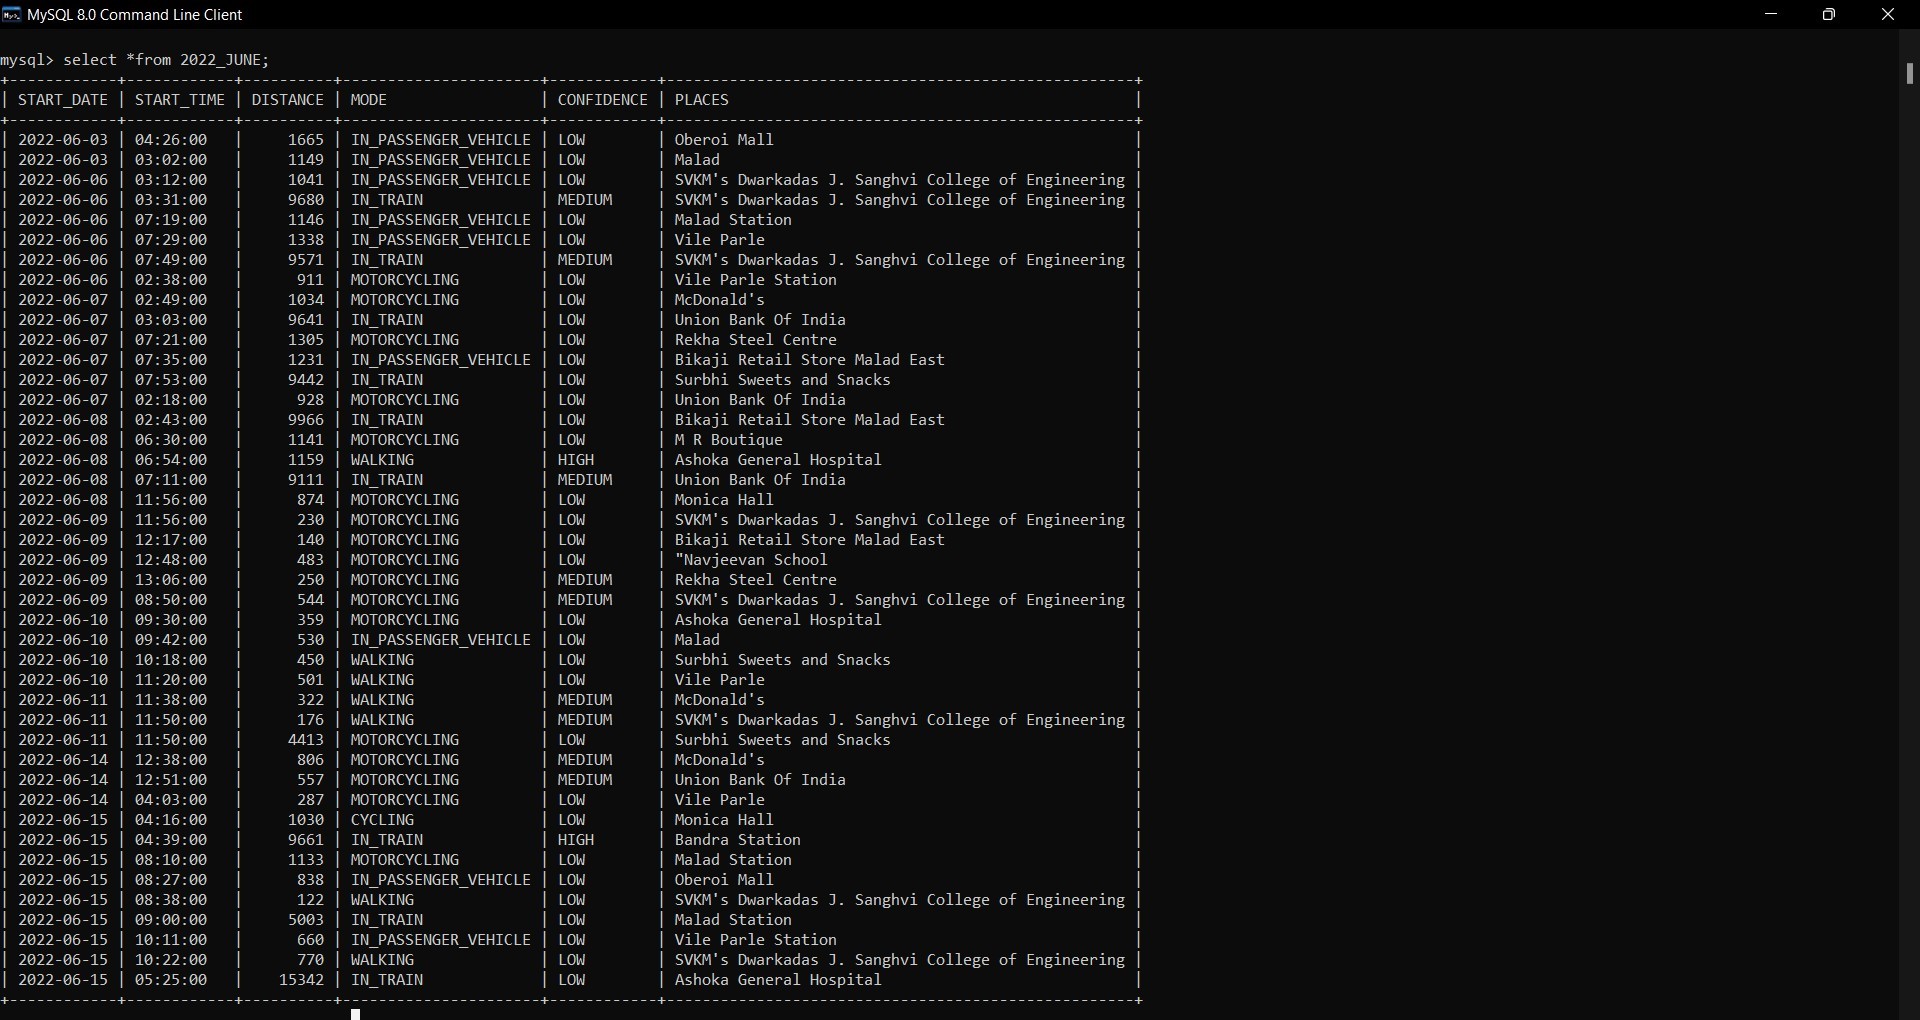 MySQL 8.0 Command Line Client
mysql> select *from 2022_JUNE;
+------------+------------+----------+----------------------+------------+----------------------------------------------------+
| START_DATE | START_TIME | DISTANCE | MODE                 | CONFIDENCE | PLACES                                             |
+------------+------------+----------+----------------------+------------+----------------------------------------------------+
| 2022-06-03 | 04:26:00   |     1665 | IN_PASSENGER_VEHICLE | LOW        | Oberoi Mall                                        |
| 2022-06-03 | 03:02:00   |     1149 | IN_PASSENGER_VEHICLE | LOW        | Malad                                              |
| 2022-06-06 | 03:12:00   |     1041 | IN_PASSENGER_VEHICLE | LOW        | SVKM's Dwarkadas J. Sanghvi College of Engineering |
| 2022-06-06 | 03:31:00   |     9680 | IN_TRAIN             | MEDIUM     | SVKM's Dwarkadas J. Sanghvi College of Engineering |
| 2022-06-06 | 07:19:00   |     1146 | IN_PASSENGER_VEHICLE | LOW        | Malad Station                                      |
| 2022-06-06 | 07:29:00   |     1338 | IN_PASSENGER_VEHICLE | LOW        | Vile Parle                                         |
| 2022-06-06 | 07:49:00   |     9571 | IN_TRAIN             | MEDIUM     | SVKM's Dwarkadas J. Sanghvi College of Engineering |
| 2022-06-06 | 02:38:00   |      911 | MOTORCYCLING         | LOW        | Vile Parle Station                                 |
| 2022-06-07 | 02:49:00   |     1034 | MOTORCYCLING         | LOW        | McDonald's                                         |
| 2022-06-07 | 03:03:00   |     9641 | IN_TRAIN             | LOW        | Union Bank Of India                                |
| 2022-06-07 | 07:21:00   |     1305 | MOTORCYCLING         | LOW        | Rekha Steel Centre                                 |
| 2022-06-07 | 07:35:00   |     1231 | IN_PASSENGER_VEHICLE | LOW        | Bikaji Retail Store Malad East                     |
| 2022-06-07 | 07:53:00   |     9442 | IN_TRAIN             | LOW        | Surbhi Sweets and Snacks                           |
| 2022-06-07 | 02:18:00   |      928 | MOTORCYCLING         | LOW        | Union Bank Of India                                |
| 2022-06-08 | 02:43:00   |     9966 | IN_TRAIN             | LOW        | Bikaji Retail Store Malad East                     |
| 2022-06-08 | 06:30:00   |     1141 | MOTORCYCLING         | LOW        | M R Boutique                                       |
| 2022-06-08 | 06:54:00   |     1159 | WALKING              | HIGH       | Ashoka General Hospital                            |
| 2022-06-08 | 07:11:00   |     9111 | IN_TRAIN             | MEDIUM     | Union Bank Of India                                |
| 2022-06-08 | 11:56:00   |      874 | MOTORCYCLING         | LOW        | Monica Hall                                        |
| 2022-06-09 | 11:56:00   |      230 | MOTORCYCLING         | LOW        | SVKM's Dwarkadas J. Sanghvi College of Engineering |
| 2022-06-09 | 12:17:00   |      140 | MOTORCYCLING         | LOW        | Bikaji Retail Store Malad East                     |
| 2022-06-09 | 12:48:00   |      483 | MOTORCYCLING         | LOW        | "Navjeevan School                                  |
| 2022-06-09 | 13:06:00   |      250 | MOTORCYCLING         | MEDIUM     | Rekha Steel Centre                                 |
| 2022-06-09 | 08:50:00   |      544 | MOTORCYCLING         | MEDIUM     | SVKM's Dwarkadas J. Sanghvi College of Engineering |
| 2022-06-10 | 09:30:00   |      359 | MOTORCYCLING         | LOW        | Ashoka General Hospital                            |
| 2022-06-10 | 09:42:00   |      530 | IN_PASSENGER_VEHICLE | LOW        | Malad                                              |
| 2022-06-10 | 10:18:00   |      450 | WALKING              | LOW        | Surbhi Sweets and Snacks                           |
| 2022-06-10 | 11:20:00   |      501 | WALKING              | LOW        | Vile Parle                                         |
| 2022-06-11 | 11:38:00   |      322 | WALKING              | MEDIUM     | McDonald's                                         |
| 2022-06-11 | 11:50:00   |      176 | WALKING              | MEDIUM     | SVKM's Dwarkadas J. Sanghvi College of Engineering |
| 2022-06-11 | 11:50:00   |     4413 | MOTORCYCLING         | LOW        | Surbhi Sweets and Snacks                           |
| 2022-06-14 | 12:38:00   |      806 | MOTORCYCLING         | MEDIUM     | McDonald's                                         |
| 2022-06-14 | 12:51:00   |      557 | MOTORCYCLING         | MEDIUM     | Union Bank Of India                                |
| 2022-06-14 | 04:03:00   |      287 | MOTORCYCLING         | LOW        | Vile Parle                                         |
| 2022-06-15 | 04:16:00   |     1030 | CYCLING              | LOW        | Monica Hall                                        |
| 2022-06-15 | 04:39:00   |     9661 | IN_TRAIN             | HIGH       | Bandra Station                                     |
| 2022-06-15 | 08:10:00   |     1133 | MOTORCYCLING         | LOW        | Malad Station                                      |
| 2022-06-15 | 08:27:00   |      838 | IN_PASSENGER_VEHICLE | LOW        | Oberoi Mall                                        |
| 2022-06-15 | 08:38:00   |      122 | WALKING              | LOW        | SVKM's Dwarkadas J. Sanghvi College of Engineering |
| 2022-06-15 | 09:00:00   |     5003 | IN_TRAIN             | LOW        | Malad Station                                      |
| 2022-06-15 | 10:11:00   |      660 | IN_PASSENGER_VEHICLE | LOW        | Vile Parle Station                                 |
| 2022-06-15 | 10:22:00   |      770 | WALKING              | LOW        | SVKM's Dwarkadas J. Sanghvi College of Engineering |
| 2022-06-15 | 05:25:00   |    15342 | IN_TRAIN             | LOW        | Ashoka General Hospital                            |
+------------+------------+----------+----------------------+------------+----------------------------------------------------+